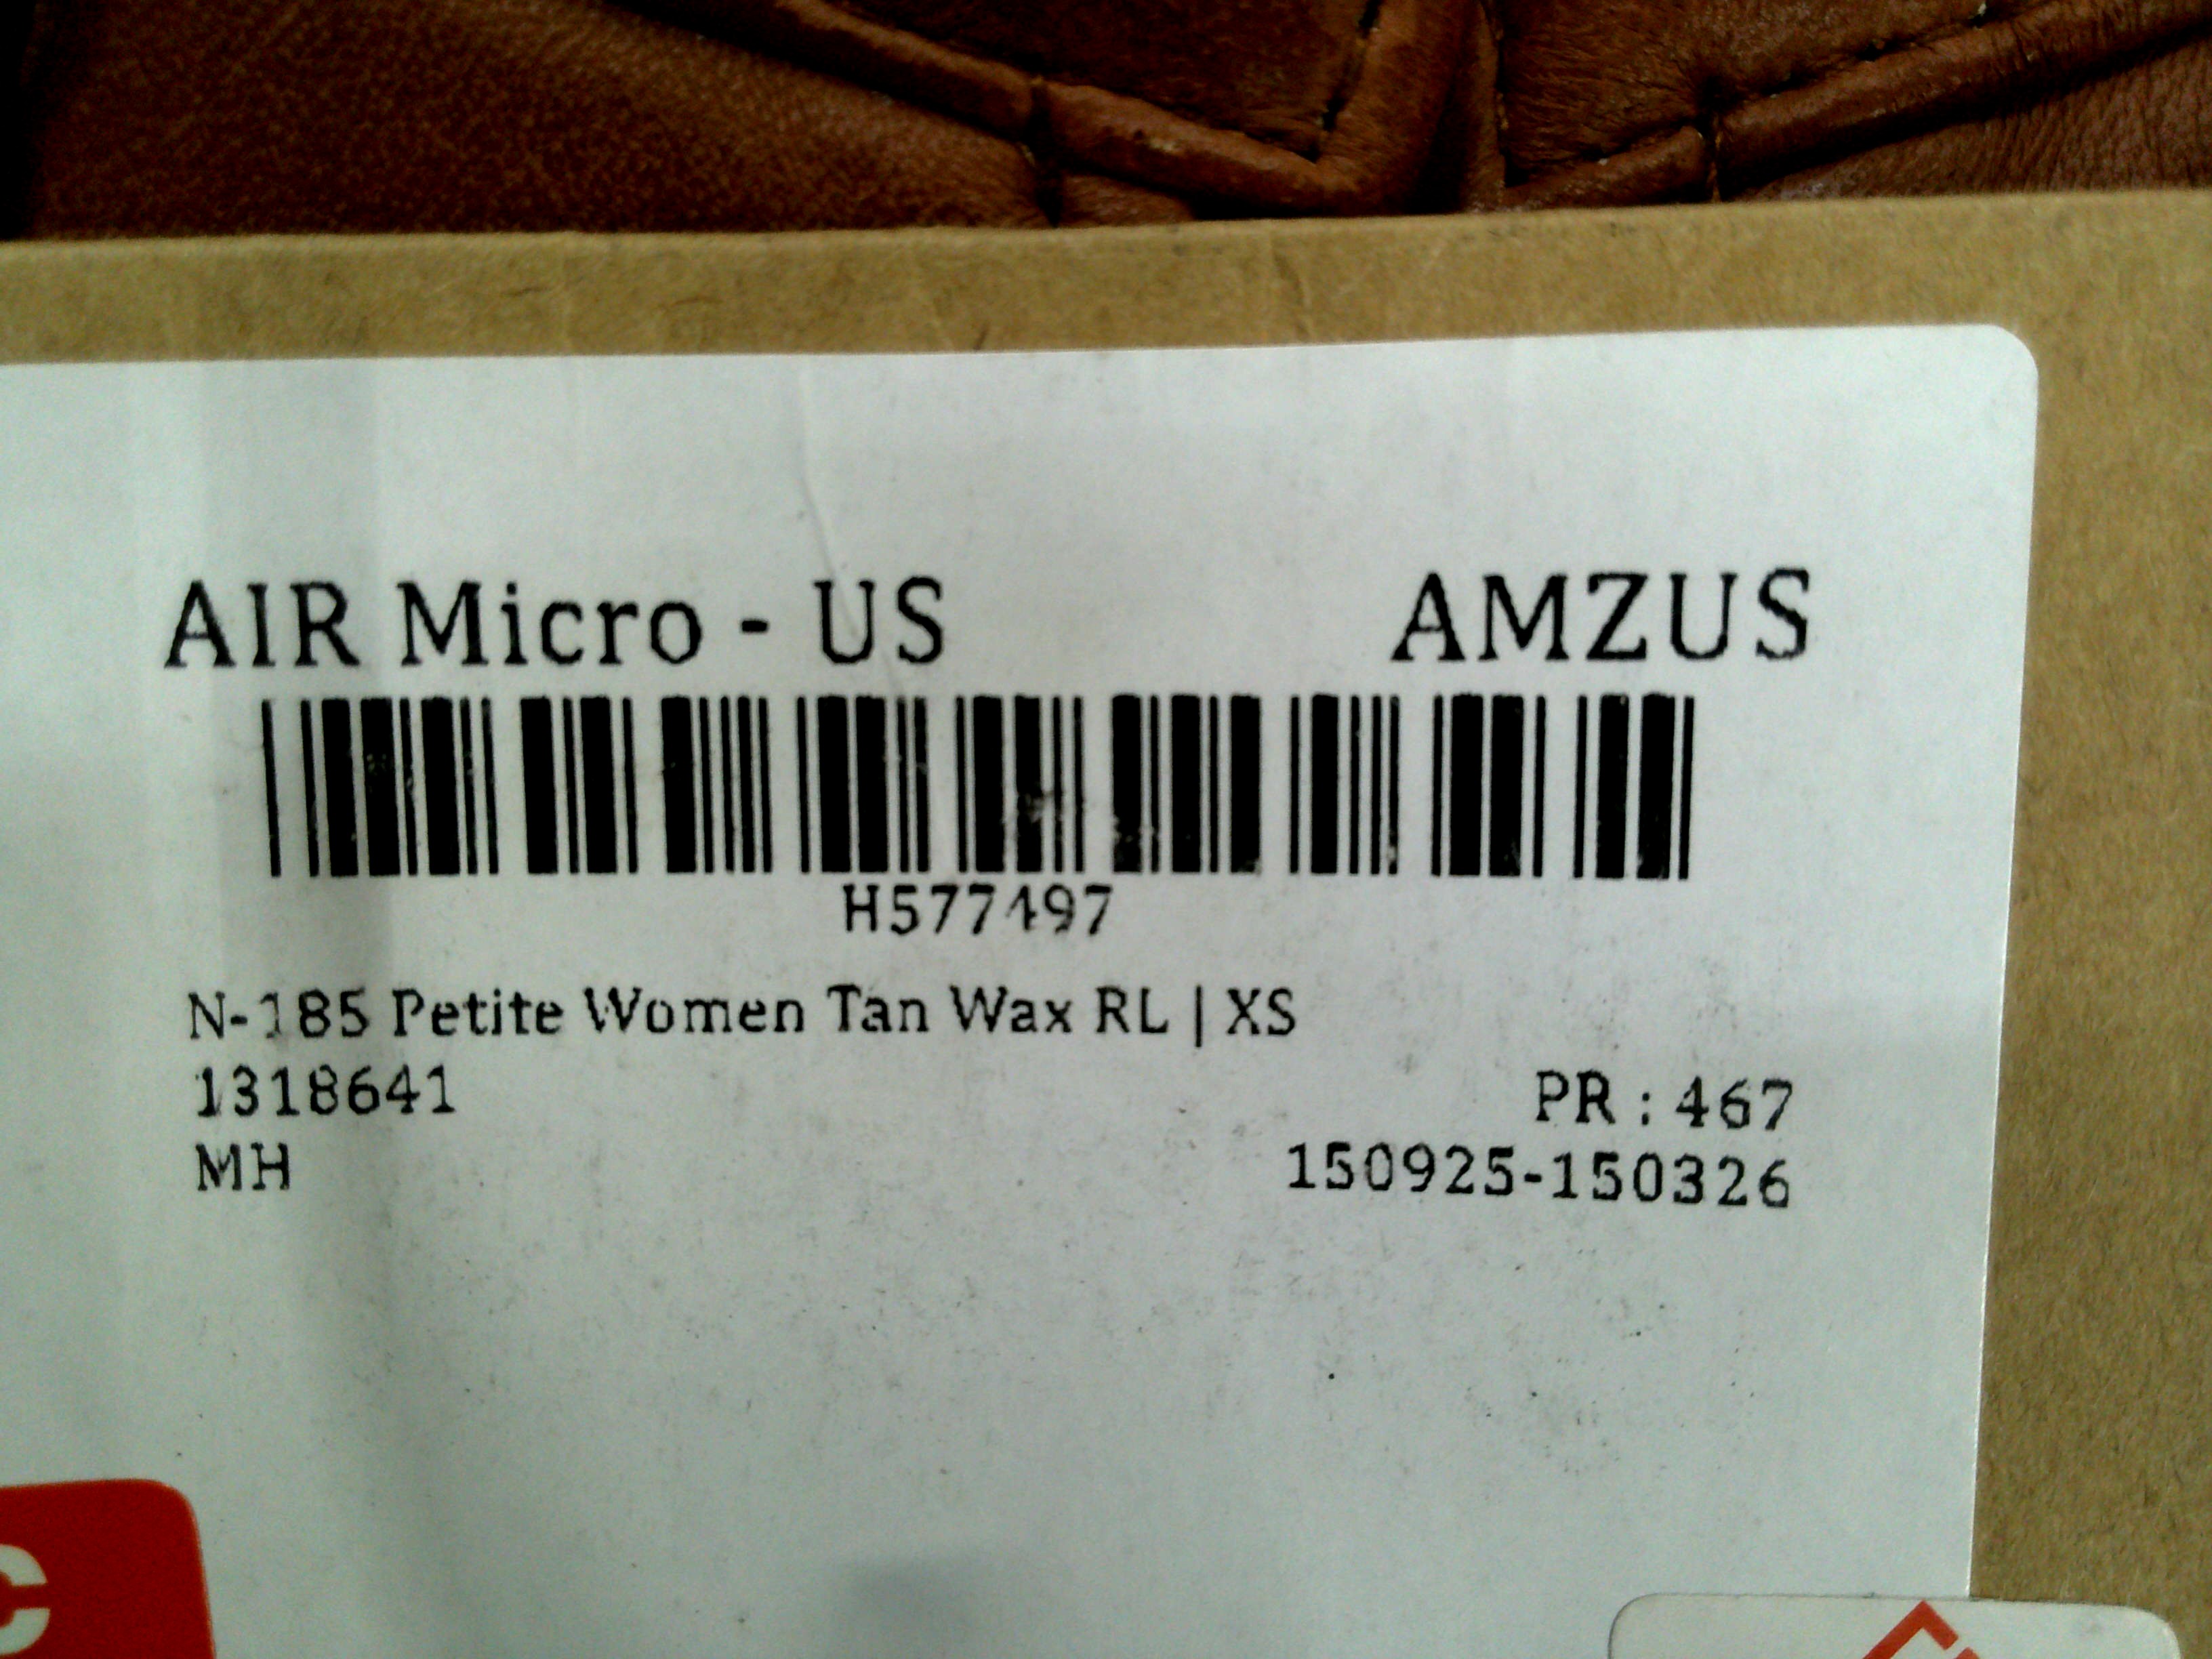 AIR Micro - US AMZUS
H577497
N-185 Petite Women Tan Wax RL | XS
1318641 PR : 467
MH 150925-150326
C